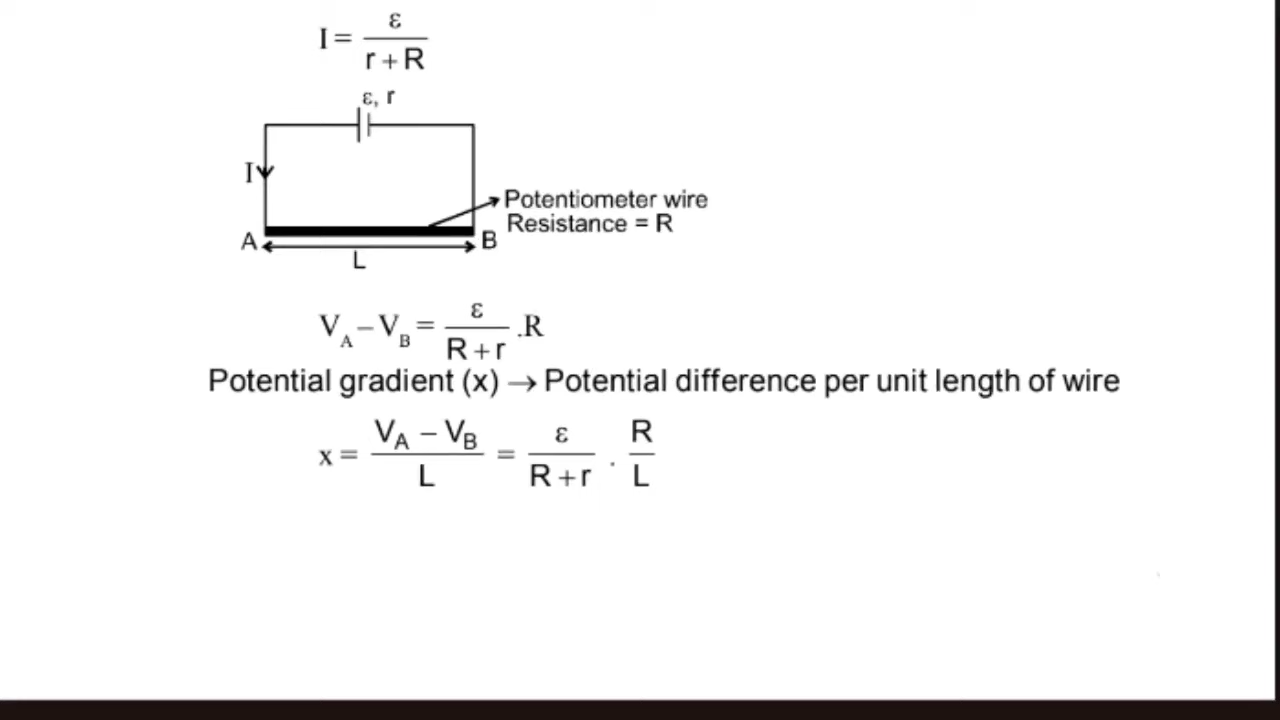 I = ε / r + R
ε, r
I
Potentiometer wire
Resistance = R
A B
L
V_A – V_B = ε / R + r .R
Potential gradient (x) → Potential difference per unit length of wire
x = V_A – V_B / L = ε / R + r . R / L